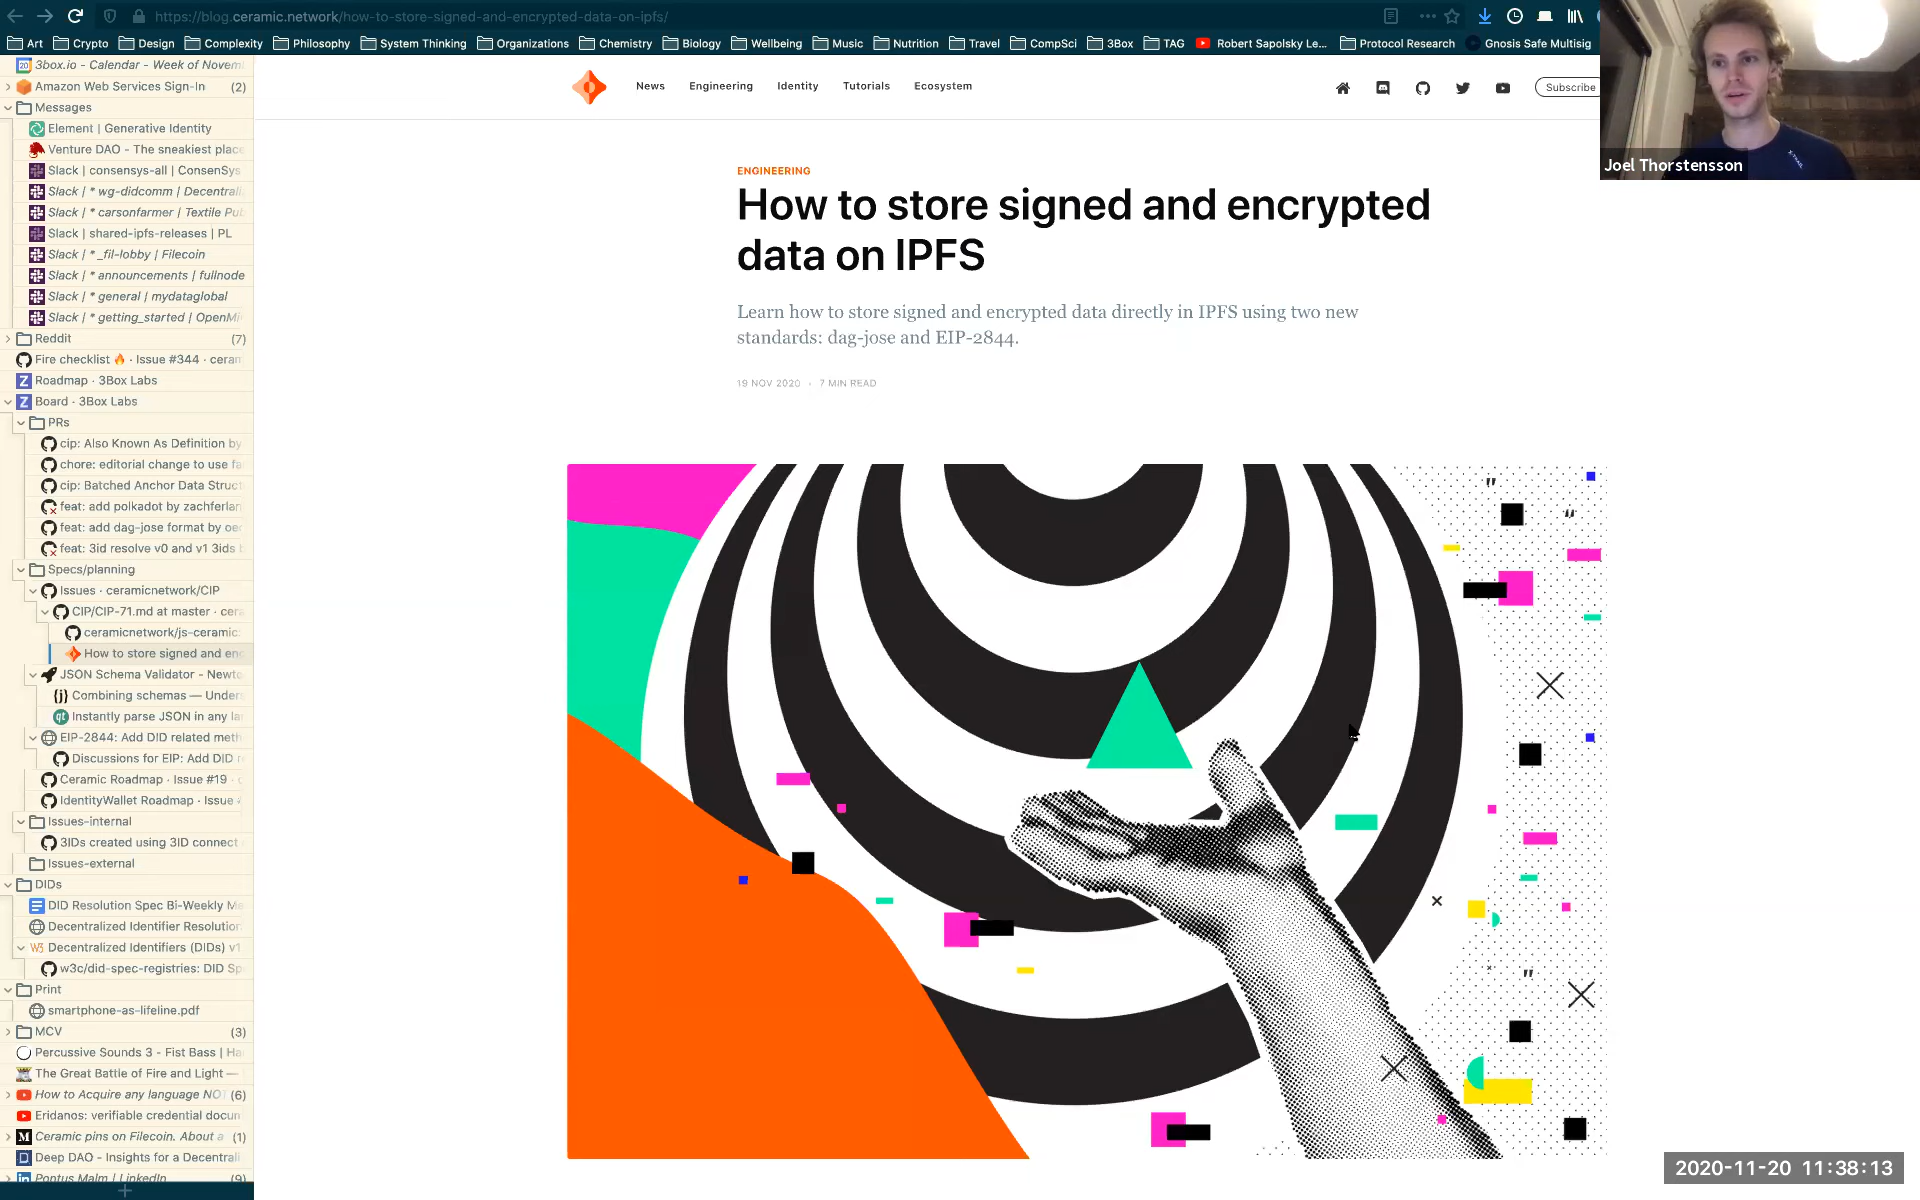 https://blog.ceramic.network/how-to-store-signed-and-encrypted-data-on-ipfs/
Art Crypto Design Complexity Philosophy System Thinking Organizations Chemistry Biology Wellbeing Music Nutrition Travel CompSci 3Box TAG Robert Sapolsky Le... Protocol Research Gnosis Safe Multisig
3box.io - Calendar - Week of Novem
Amazon Web Services Sign-In (2)
Messages
Element | Generative Identity
Venture DAO - The sneakiest place
Slack | consensys-all | ConsenSys
Slack | * wg-didcomm | Decentrali
Slack | * carsonfarmer | Textile Pu
Slack | shared-ipfs-releases | PL
Slack | * _fil-lobby | Filecoin
Slack | * announcements | fullnode
Slack | * general | mydataglobal
Slack | * getting_started | OpenMi
Reddit (7)
Fire checklist 🔥 · Issue #344 · ceram
Roadmap · 3Box Labs
Board · 3Box Labs
PRs
cip: Also Known As Definition by
chore: editorial change to use fa
cip: Batched Anchor Data Struct
feat: add polkadot by zachferlan
feat: add dag-jose format by oe
feat: 3id resolve v0 and v1 3ids
Specs/planning
Issues · ceramicnetwork/CIP
CIP/CIP-71.md at master · cera
ceramicnetwork/js-ceramic:
How to store signed and enc
JSON Schema Validator - Newto
Combining schemas — Under
Instantly parse JSON in any la
EIP-2844: Add DID related meth
Discussions for EIP: Add DID r
Ceramic Roadmap · Issue #19 · c
IdentityWallet Roadmap · Issue #
Issues-internal
3IDs created using 3ID connect
Issues-external
DIDs
DID Resolution Spec Bi-Weekly Me
Decentralized Identifier Resolution
Decentralized Identifiers (DIDs) v1
w3c/did-spec-registries: DID Sp
Print
smartphone-as-lifeline.pdf
MCV (3)
Percussive Sounds 3 - Fist Bass | Ha
The Great Battle of Fire and Light —
How to Acquire any language NOT (6)
Eridanos: verifiable credential docun
Ceramic pins on Filecoin. About a (1)
Deep DAO - Insights for a Decentrali
Pontus Malm | LinkedIn (9)
News Engineering Identity Tutorials Ecosystem Subscribe
ENGINEERING
How to store signed and encrypted
data on IPFS
Learn how to store signed and encrypted data directly in IPFS using two new
standards: dag-jose and EIP-2844.
19 NOV 2020 • 7 MIN READ
Joel Thorstensson
2020-11-20 11:38:13